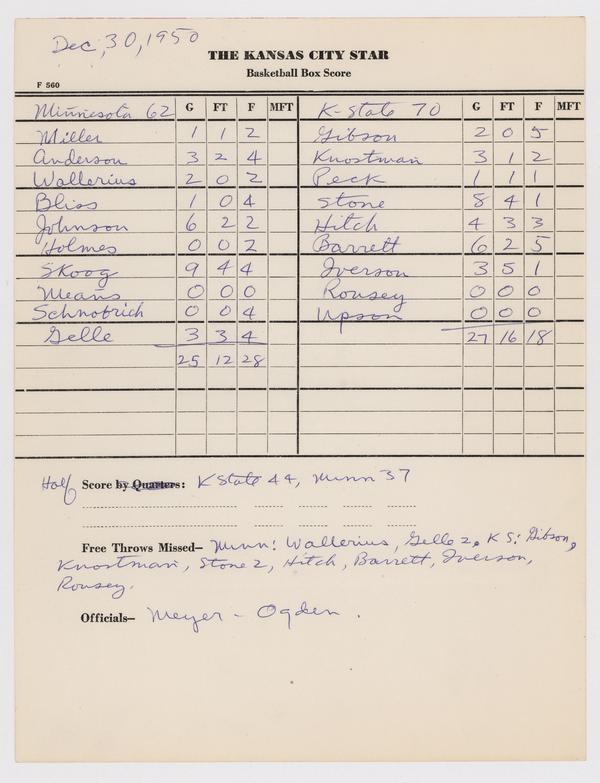 Dec, 30, 1950
THE KANSAS CITY STAR
Basketball Box Score
F 560
Minnesota 62 G FT F MFT K-State 70 G FT F MFT
Miller 1 1 2 Gibson 2 0 5
Anderson 3 2 4 Knostman 3 1 2
Wallerius 2 0 2 Peck 1 1 1
Bliss 1 0 4 Stone 8 4 1
Johnson 6 2 2 Hitch 4 3 3
Holmes 0 0 2 Barrett 6 2 5
Skoog 9 4 4 Iverson 3 5 1
Means 0 0 0 Rousey 0 0 0
Schnobrich 0 0 4 Upson 0 0 0
Gelle 3 3 4 27 16 18
25 12 28
Half Score by Quarters: K State 44, Minn 37
Free Throws Missed— Minn: Wallerius, Gelle 2, KS: Gibson,
Knostman, Stone 2, Hitch, Barrett, Iverson,
Rousey.
Officials— Meyer - Ogden.